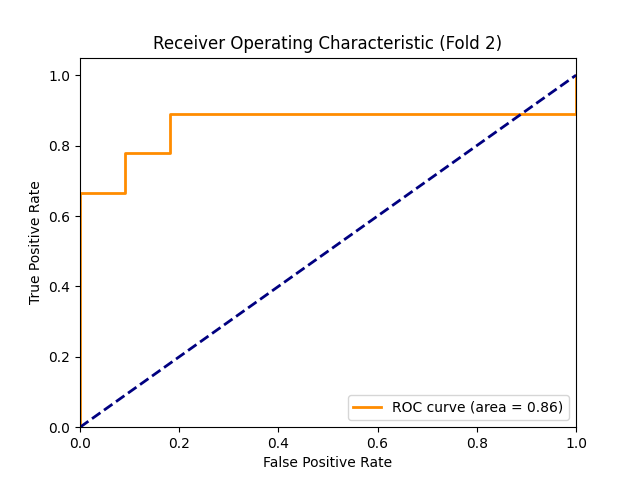 Receiver Operating Characteristic (Fold 2)
1.0
0.8
0.6
0.4
0.2
0.0
True Positive Rate
ROC curve (area = 0.86)
0.0 0.2 0.4 0.6 0.8 1.0
False Positive Rate